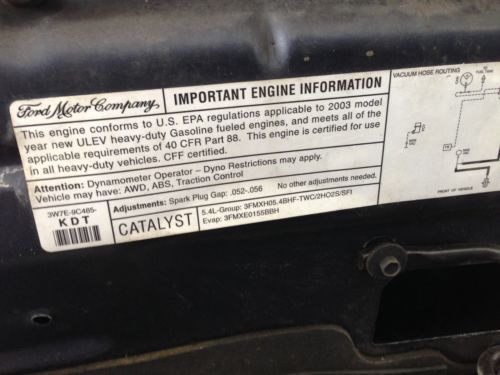 Ford Motor Company
IMPORTANT ENGINE INFORMATION
This engine conforms to U.S. EPA regulations applicable to 2003 model
year new ULEV heavy-duty Gasoline fueled engines, and meets all of the
applicable requirements of 40 CFR Part 88. This engine is certified for use
in all heavy-duty vehicles. CFF certified.
Attention: Dynamometer Operator - Dyno Restrictions may apply.
Vehicle may have: AWD, ABS, Traction Control
3W7E-9C485-
KDT
Adjustments: Spark Plug Gap: .052-.056 No other adjustments needed.
CATALYST
5.4L-Group: 3FMXH05.4BHF-TWC/2HO2S/SFI
Evap: 3FMXE0155BBH
VACUUM HOSE ROUTING
TO
FUEL TANK